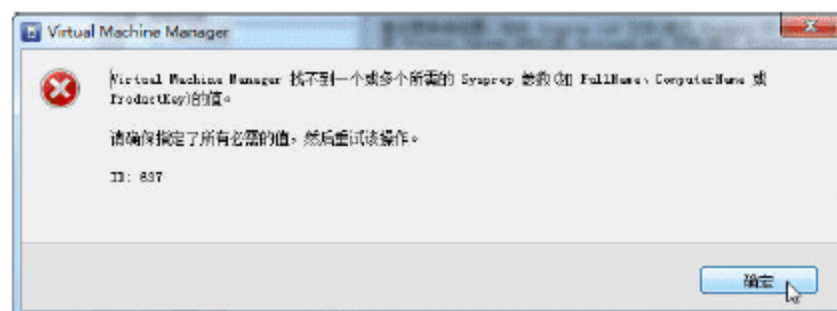 Virtual Machine Manager
Virtual Machine Manager 找不到一个或多个所需的 Sysprep 参数(如 FullName、ComputerName 或
ProductKey)的值。
请确保指定了所有必需的值，然后重试该操作。
ID: 637
确定